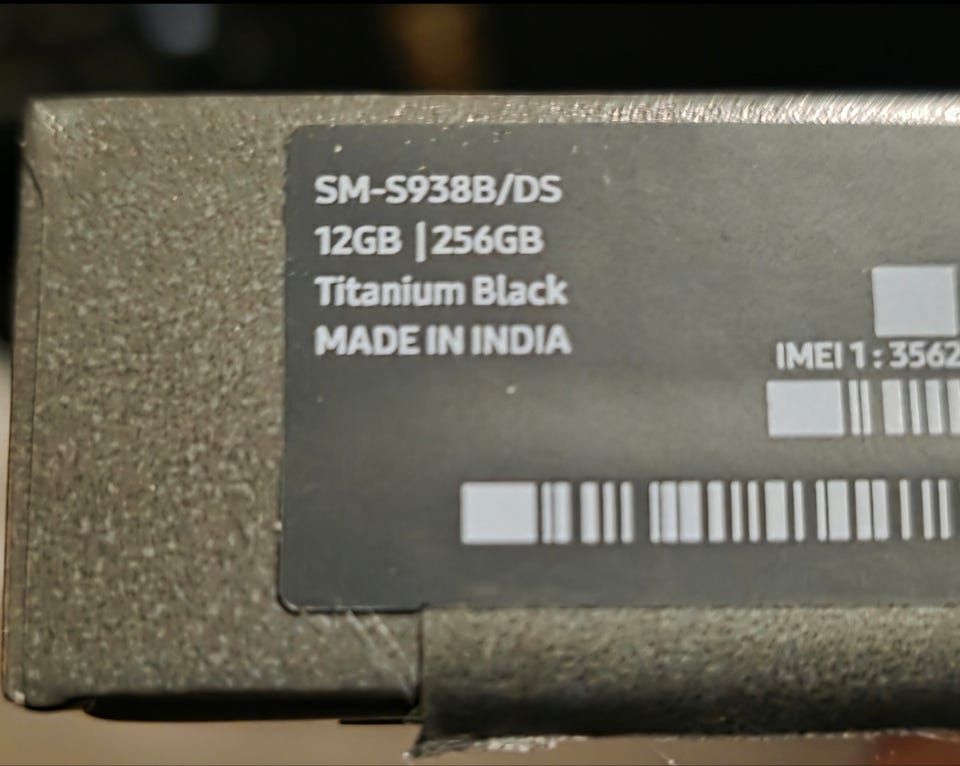 SM-S938B/DS
12GB | 256GB
Titanium Black
MADE IN INDIA
IMEI 1 : 3562